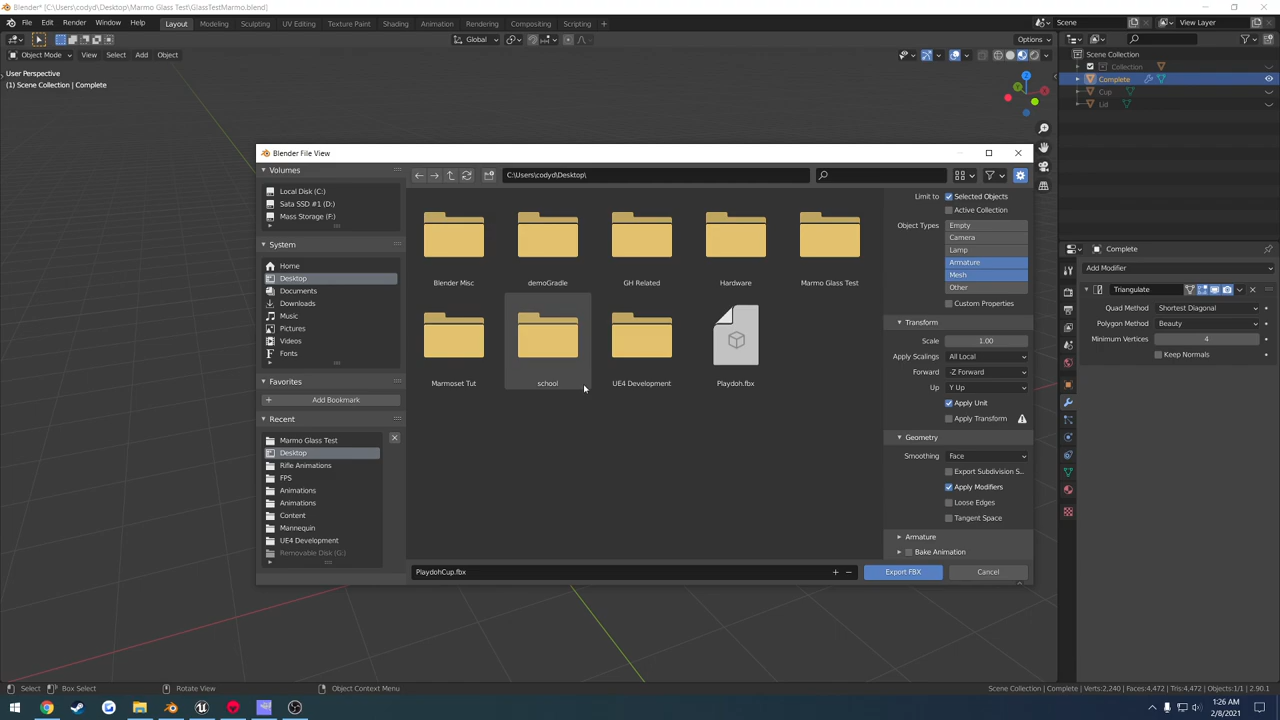 Blender* [C:\Users\codyd\Desktop\Marmo Glass Test\GlassTestMarmo.blend]
File Edit Render Window Help Layout Modeling Sculpting UV Editing Texture Paint Shading Animation Rendering Compositing Scripting + Scene View Layer
Global Options
Object Mode View Select Add Object
User Perspective
(1) Scene Collection | Complete
Scene Collection
Collection
Complete
Cup
Lid
Blender File View
Volumes
Local Disk (C:)
Sata SSD #1 (D:)
Mass Storage (F:)
System
Home
Desktop
Documents
Downloads
Music
Pictures
Videos
Fonts
Favorites
Add Bookmark
Recent
Marmo Glass Test
Desktop
Rifle Animations
FPS
Animations
Animations
Content
Mannequin
UE4 Development
Removable Disk (G:)
C:\Users\codyd\Desktop\
Blender Misc demoGradle GH Related Hardware Marmo Glass Test
Marmoset Tut school UE4 Development Playdoh.fbx
PlaydohCup.fbx
Limit to Selected Objects
Active Collection
Object Types Empty
Camera
Lamp
Armature
Mesh
Other
Custom Properties
Transform
Scale 1.00
Apply Scalings All Local
Forward -Z Forward
Up Y Up
Apply Unit
Apply Transform
Geometry
Smoothing Face
Export Subdivision S...
Apply Modifiers
Loose Edges
Tangent Space
Armature
Bake Animation
Export FBX Cancel
Complete
Add Modifier
Triangulate
Quad Method Shortest Diagonal
Polygon Method Beauty
Minimum Vertices 4
Keep Normals
Select Box Select Rotate View Object Context Menu
Scene Collection | Complete | Verts:2,240 | Faces:4,472 | Tris:4,472 | Objects:1/1 | 2.90.1
1:26 AM
2/8/2021